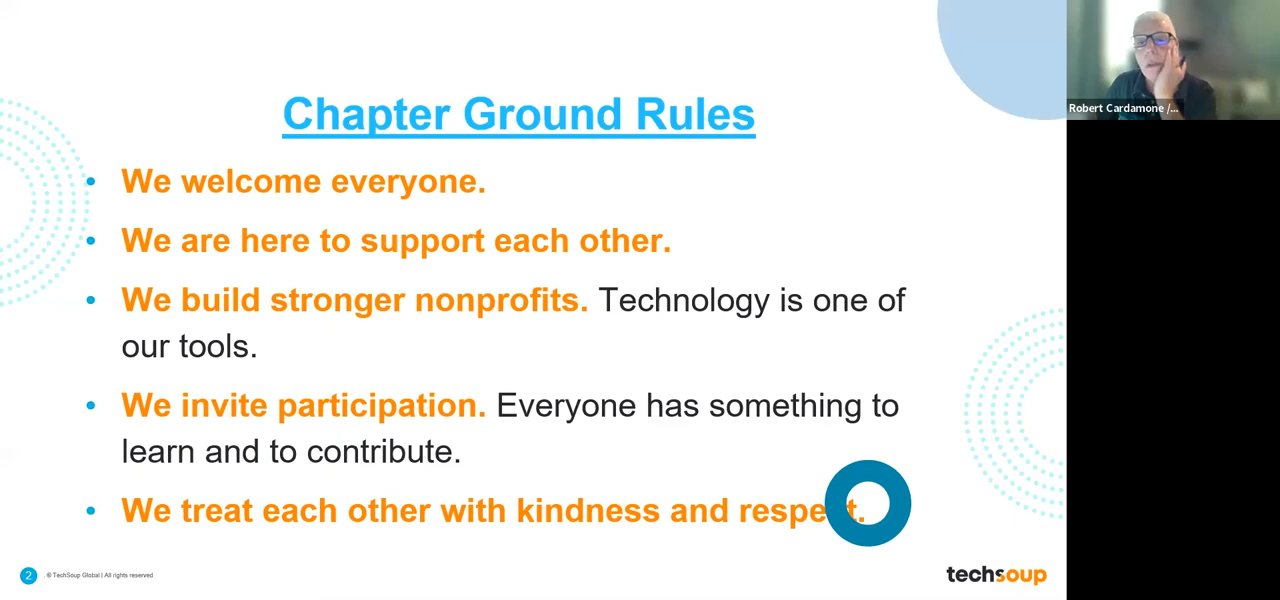 Chapter Ground Rules
Robert Cardamone /...
• We welcome everyone.
• We are here to support each other.
• We build stronger nonprofits. Technology is one of
our tools.
• We invite participation. Everyone has something to
learn and to contribute.
• We treat each other with kindness and respe t.
2 . © TechSoup Global | All rights reserved
techsoup